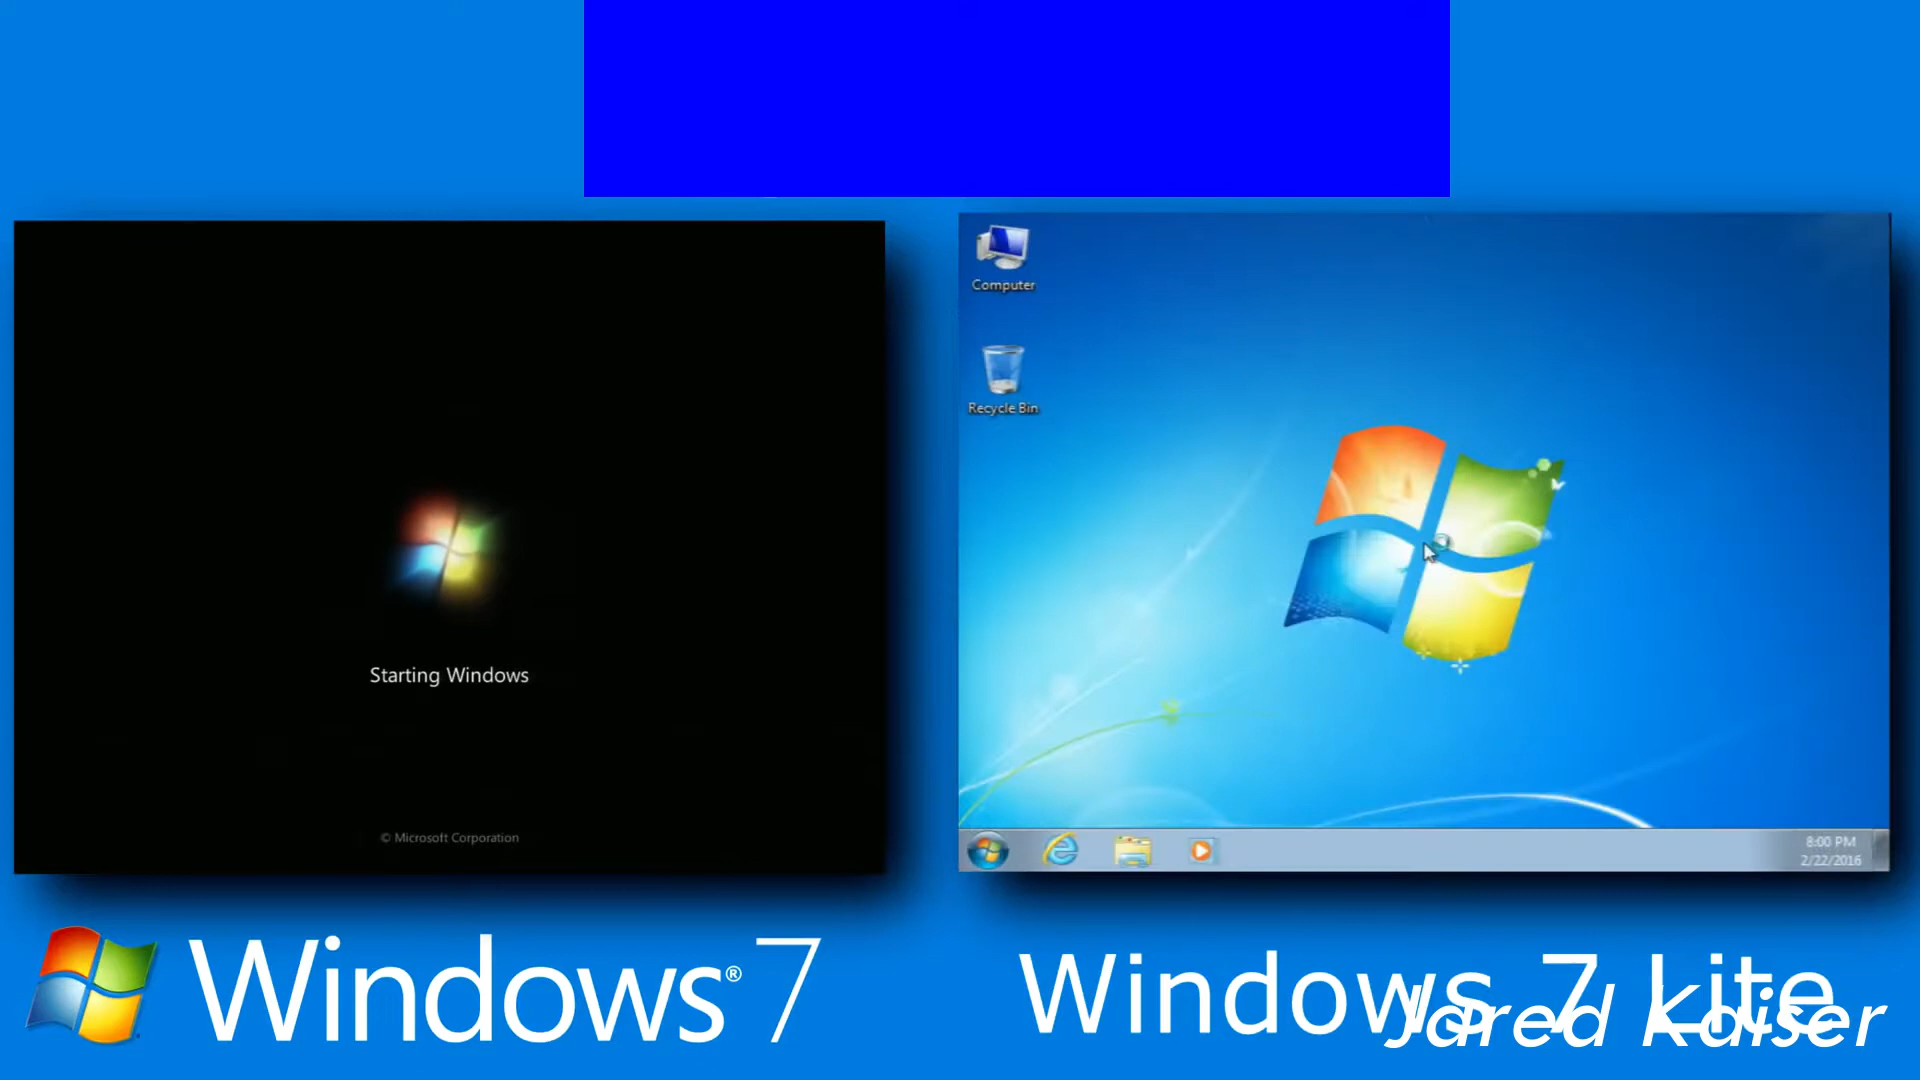 Computer
Recycle Bin
Starting Windows
© Microsoft Corporation
8:00 PM
2/22/2016
Windows® 7
Windows 7 Lite
Jared Kaiser